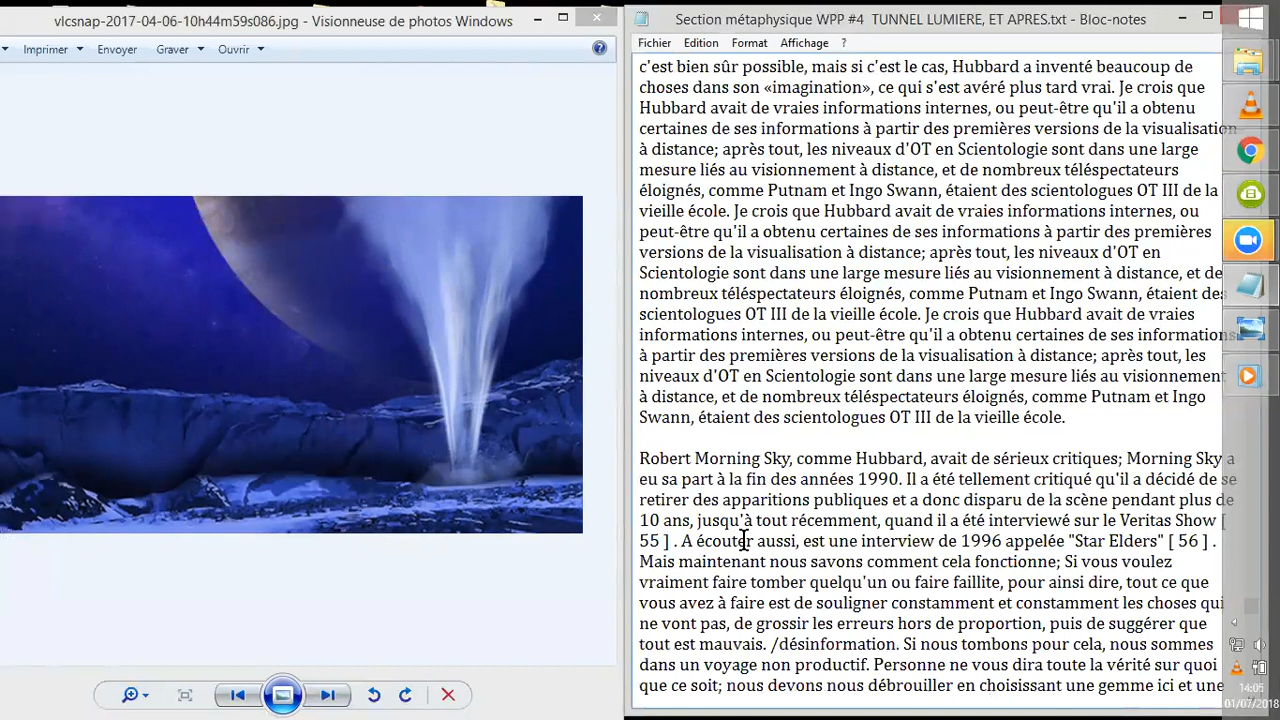 vlcsnap-2017-04-06-10h44m59s086.jpg - Visionneuse de photos Windows
Imprimer Envoyer Graver Ouvrir
Section métaphysique WPP #4 TUNNEL LUMIERE, ET APRES.txt - Bloc-notes
Fichier Edition Format Affichage ?
c'est bien sûr possible, mais si c'est le cas, Hubbard a inventé beaucoup de
choses dans son «imagination», ce qui s'est avéré plus tard vrai. Je crois que
Hubbard avait de vraies informations internes, ou peut-être qu'il a obtenu
certaines de ses informations à partir des premières versions de la visualisation
à distance; après tout, les niveaux d'OT en Scientologie sont dans une large
mesure liés au visionnement à distance, et de nombreux téléspectateurs
éloignés, comme Putnam et Ingo Swann, étaient des scientologues OT III de la
vieille école. Je crois que Hubbard avait de vraies informations internes, ou
peut-être qu'il a obtenu certaines de ses informations à partir des premières
versions de la visualisation à distance; après tout, les niveaux d'OT en
Scientologie sont dans une large mesure liés au visionnement à distance, et de
nombreux téléspectateurs éloignés, comme Putnam et Ingo Swann, étaient des
scientologues OT III de la vieille école. Je crois que Hubbard avait de vraies
informations internes, ou peut-être qu'il a obtenu certaines de ses informations
à partir des premières versions de la visualisation à distance; après tout, les
niveaux d'OT en Scientologie sont dans une large mesure liés au visionnement
à distance, et de nombreux téléspectateurs éloignés, comme Putnam et Ingo
Swann, étaient des scientologues OT III de la vieille école.
Robert Morning Sky, comme Hubbard, avait de sérieux critiques; Morning Sky a
eu sa part à la fin des années 1990. Il a été tellement critiqué qu'il a décidé de se
retirer des apparitions publiques et a donc disparu de la scène pendant plus de
10 ans, jusqu'à tout récemment, quand il a été interviewé sur le Veritas Show [
55 ] . A écouter aussi, est une interview de 1996 appelée "Star Elders" [ 56 ] .
Mais maintenant nous savons comment cela fonctionne; Si vous voulez
vraiment faire tomber quelqu'un ou faire faillite, pour ainsi dire, tout ce que
vous avez à faire est de souligner constamment et constamment les choses qui
ne vont pas, de grossir les erreurs hors de proportion, puis de suggérer que
tout est mauvais. /désinformation. Si nous tombons pour cela, nous sommes
dans un voyage non productif. Personne ne vous dira toute la vérité sur quoi
que ce soit; nous devons nous débrouiller en choisissant une gemme ici et une
14:05
01/07/2018